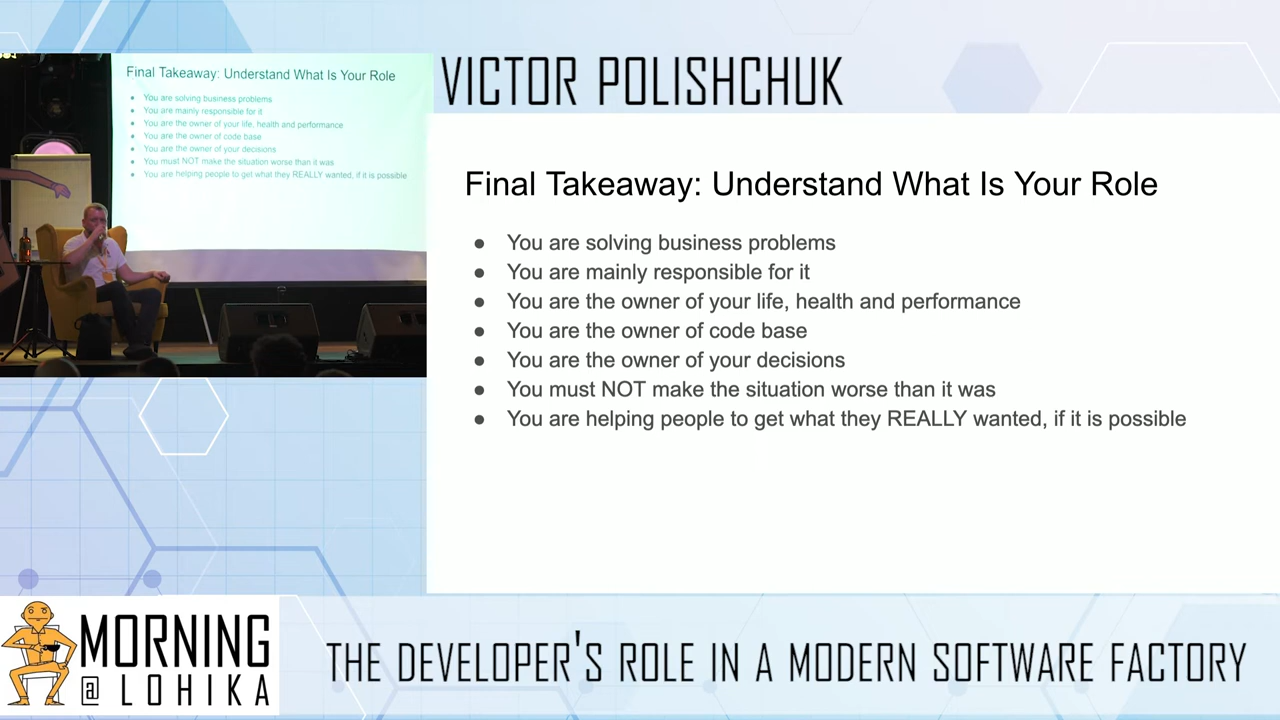 VICTOR POLISHCHUK
Final Takeaway: Understand What Is Your Role
● You are solving business problems
● You are mainly responsible for it
● You are the owner of your life, health and performance
● You are the owner of code base
● You are the owner of your decisions
● You must NOT make the situation worse than it was
● You are helping people to get what they REALLY wanted, if it is possible
Final Takeaway: Understand What Is Your Role
● You are solving business problems
● You are mainly responsible for it
● You are the owner of your life, health and performance
● You are the owner of code base
● You are the owner of your decisions
● You must NOT make the situation worse than it was
● You are helping people to get what they REALLY wanted, if it is possible
MORNING
@ LOHIKA
THE DEVELOPER'S ROLE IN A MODERN SOFTWARE FACTORY